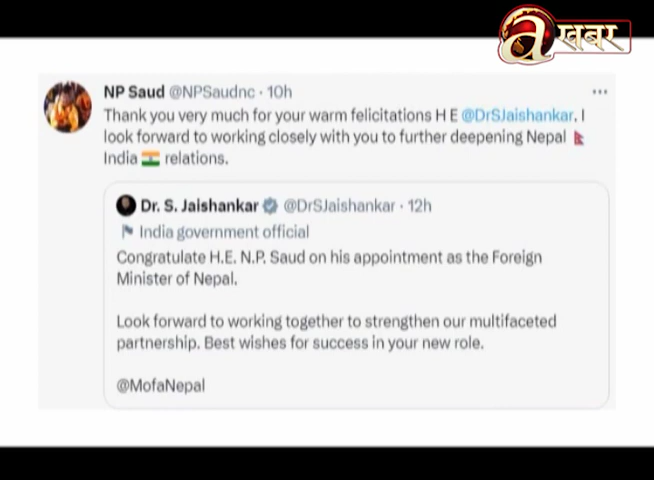 aखबर
NP Saud @NPSaudnc · 10h
Thank you very much for your warm felicitations H E @DrSJaishankar. I
look forward to working closely with you to further deepening Nepal 🇳🇵
India 🇮🇳 relations.
Dr. S. Jaishankar @DrSJaishankar · 12h
India government official
Congratulate H.E. N.P. Saud on his appointment as the Foreign
Minister of Nepal.
Look forward to working together to strengthen our multifaceted
partnership. Best wishes for success in your new role.
@MofaNepal